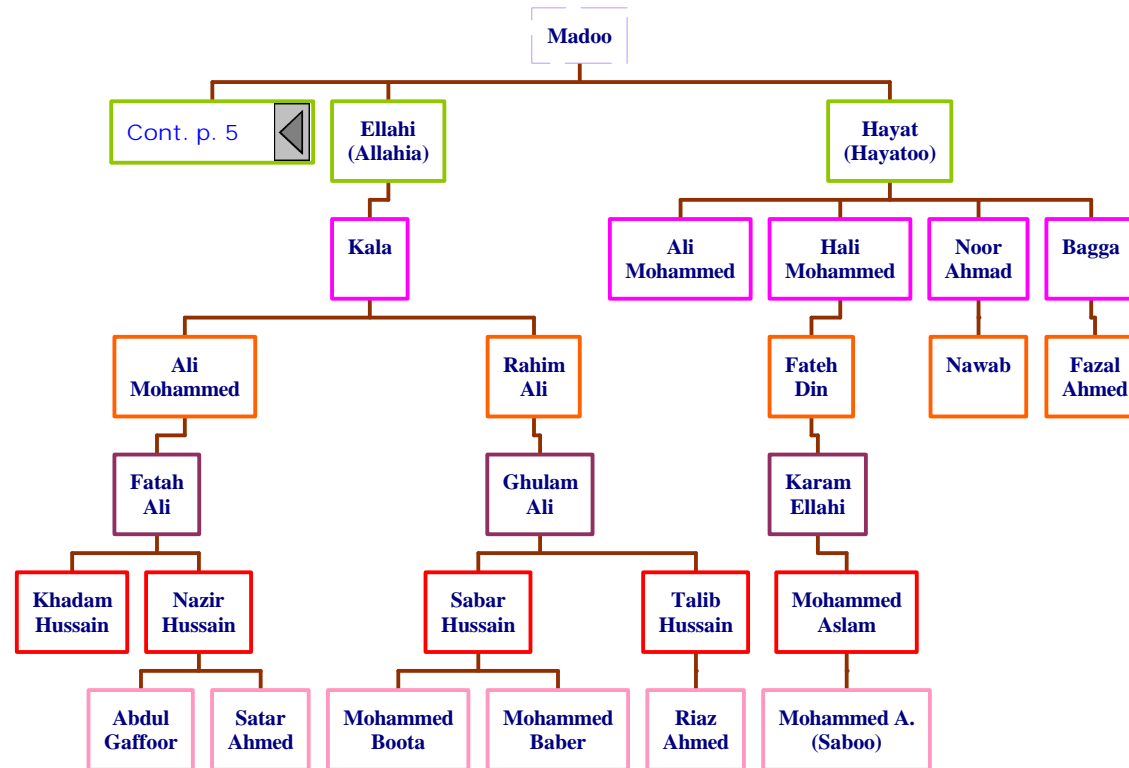 Madoo
Cont. p. 5
Ellahi
(Allahia)
Hayat
(Hayatoo)
Kala
Ali
Mohammed
Hali
Mohammed
Noor
Ahmad
Bagga
Ali
Mohammed
Rahim
Ali
Fateh
Din
Nawab
Fazal
Ahmed
Fatah
Ali
Ghulam
Ali
Karam
Ellahi
Khadam
Hussain
Nazir
Hussain
Sabar
Hussain
Talib
Hussain
Mohammed
Aslam
Abdul
Gaffoor
Satar
Ahmed
Mohammed
Boota
Mohammed
Baber
Riaz
Ahmed
Mohammed A.
(Saboo)